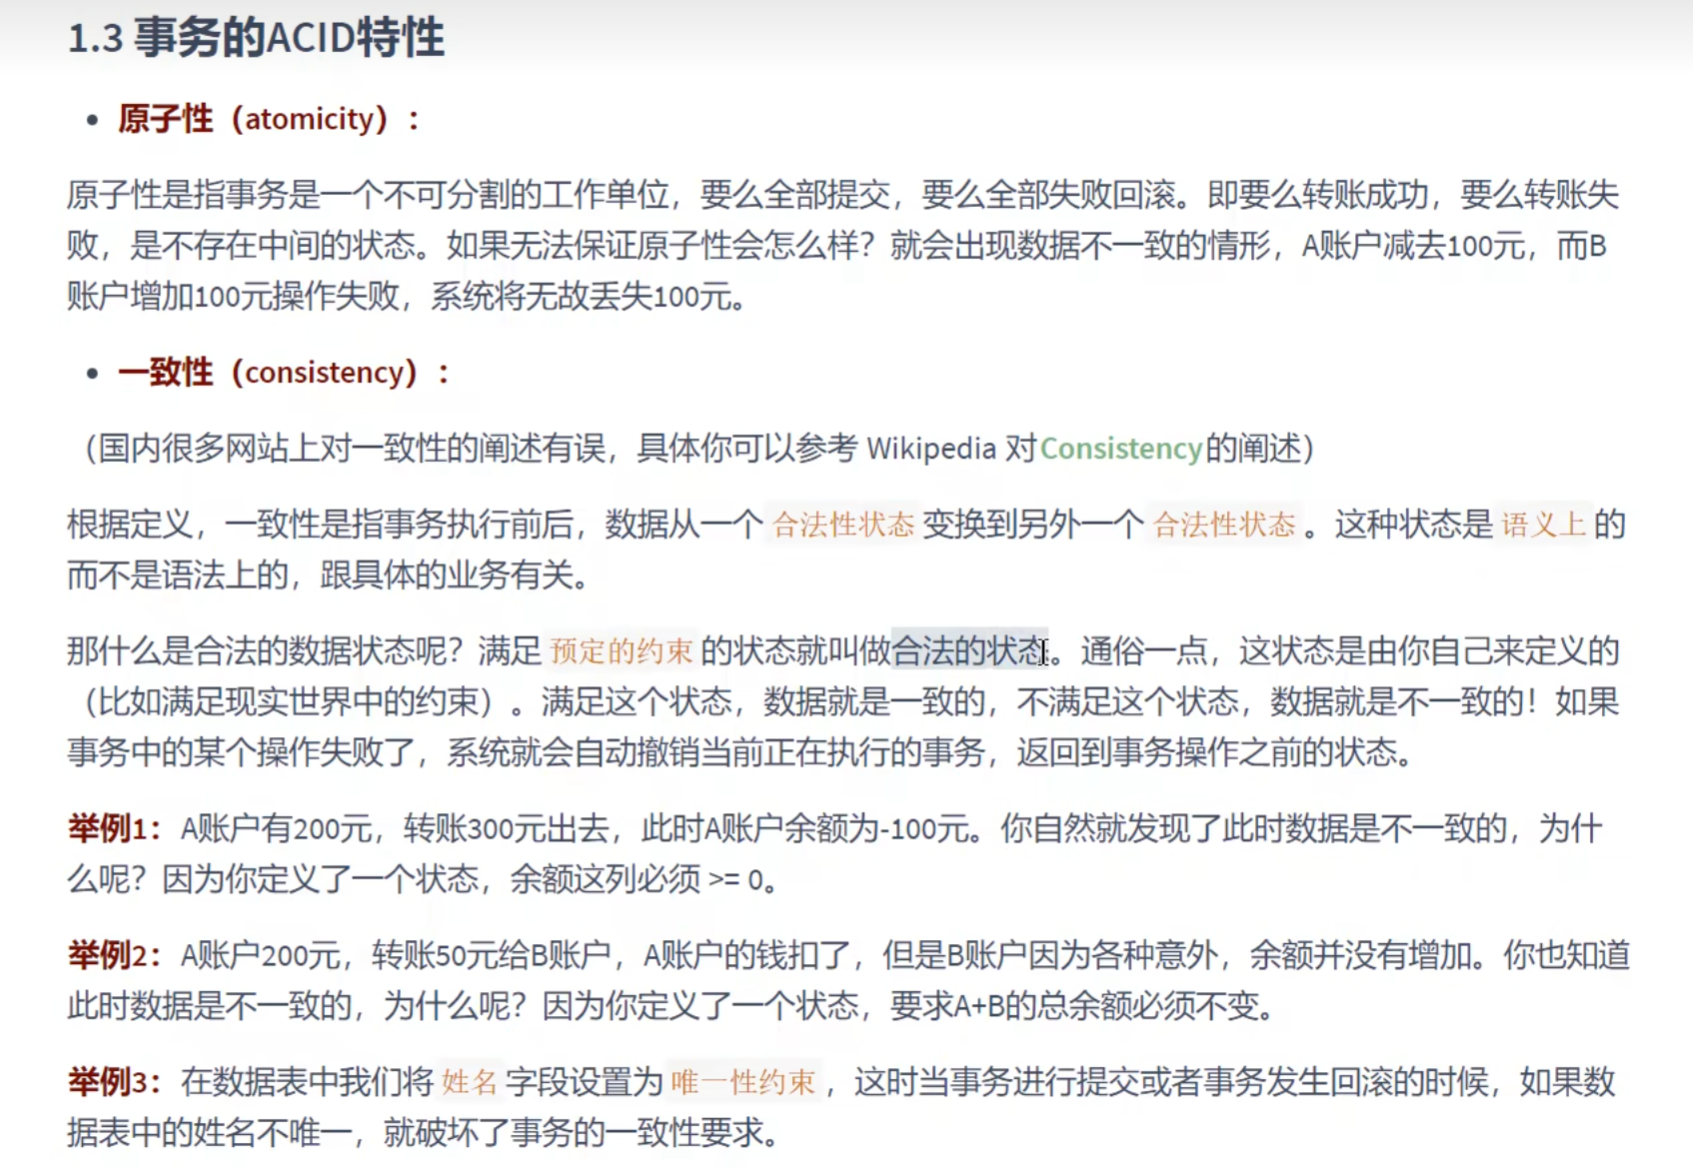 1.3 事务的ACID特性
• 原子性（atomicity）：
原子性是指事务是一个不可分割的工作单位，要么全部提交，要么全部失败回滚。即要么转账成功，要么转账失
败，是不存在中间的状态。如果无法保证原子性会怎么样？就会出现数据不一致的情形，A账户减去100元，而B
账户增加100元操作失败，系统将无故丢失100元。
• 一致性（consistency）：
（国内很多网站上对一致性的阐述有误，具体你可以参考 Wikipedia 对Consistency的阐述）
根据定义，一致性是指事务执行前后，数据从一个 合法性状态 变换到另外一个 合法性状态 。这种状态是 语义上 的
而不是语法上的，跟具体的业务有关。
那什么是合法的数据状态呢？满足 预定的约束 的状态就叫做合法的状态。通俗一点，这状态是由你自己来定义的
（比如满足现实世界中的约束）。满足这个状态，数据就是一致的，不满足这个状态，数据就是不一致的！如果
事务中的某个操作失败了，系统就会自动撤销当前正在执行的事务，返回到事务操作之前的状态。
举例1：A账户有200元，转账300元出去，此时A账户余额为-100元。你自然就发现了此时数据是不一致的，为什
么呢？因为你定义了一个状态，余额这列必须 >= 0。
举例2：A账户200元，转账50元给B账户，A账户的钱扣了，但是B账户因为各种意外，余额并没有增加。你也知道
此时数据是不一致的，为什么呢？因为你定义了一个状态，要求A+B的总余额必须不变。
举例3：在数据表中我们将 姓名 字段设置为 唯一性约束 ，这时当事务进行提交或者事务发生回滚的时候，如果数
据表中的姓名不唯一，就破坏了事务的一致性要求。